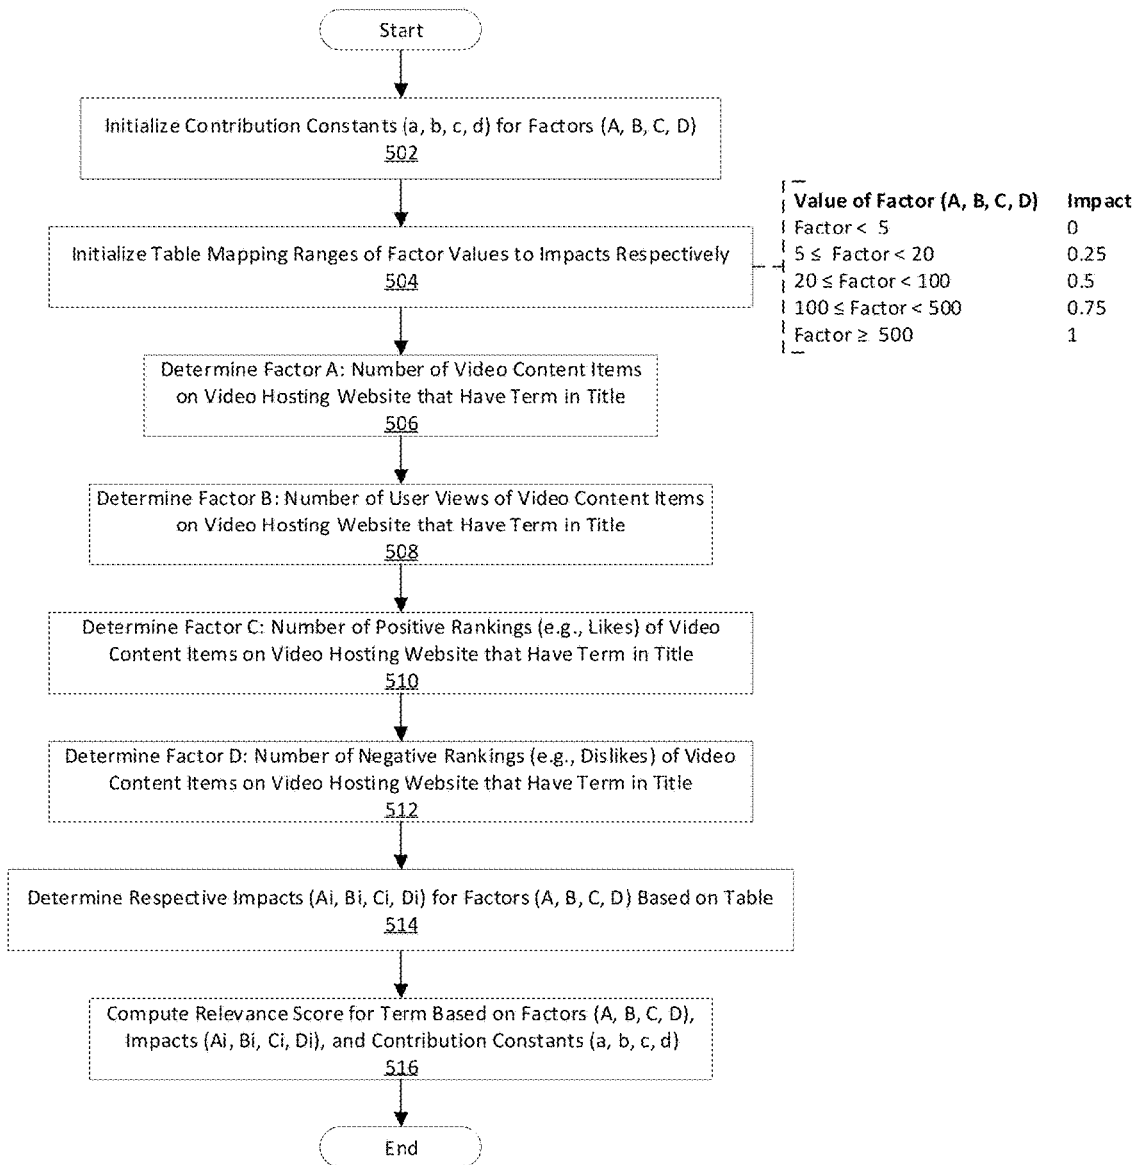 Start
Initialize Contribution Constants (a, b, c, d) for Factors (A, B, C, D)
502
Initialize Table Mapping Ranges of Factor Values to Impacts Respectively
504
Value of Factor (A, B, C, D) Impact
Factor < 5 0
5 ≤ Factor < 20 0.25
20 ≤ Factor < 100 0.5
100 ≤ Factor < 500 0.75
Factor ≥ 500 1
Determine Factor A: Number of Video Content Items
on Video Hosting Website that Have Term in Title
506
Determine Factor B: Number of User Views of Video Content Items
on Video Hosting Website that Have Term in Title
508
Determine Factor C: Number of Positive Rankings (e.g., Likes) of Video
Content Items on Video Hosting Website that Have Term in Title
510
Determine Factor D: Number of Negative Rankings (e.g., Dislikes) of Video
Content Items on Video Hosting Website that Have Term in Title
512
Determine Respective Impacts (Ai, Bi, Ci, Di) for Factors (A, B, C, D) Based on Table
514
Compute Relevance Score for Term Based on Factors (A, B, C, D),
Impacts (Ai, Bi, Ci, Di), and Contribution Constants (a, b, c, d)
516
End